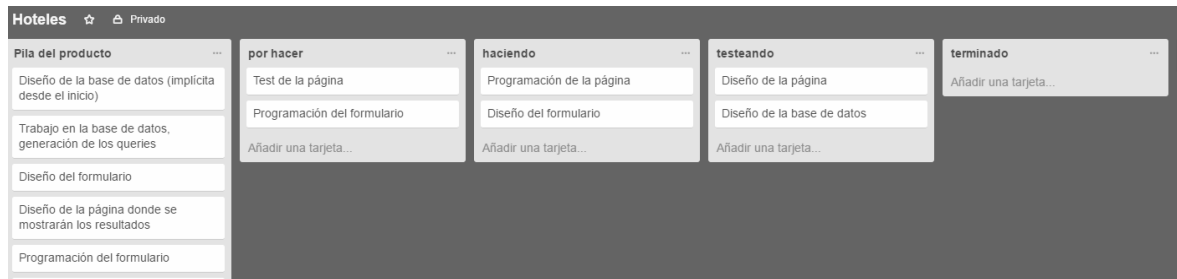 Hoteles Privado
Pila del producto
Diseño de la base de datos (implícita
desde el inicio)
Trabajo en la base de datos,
generación de los queries
Diseño del formulario
Diseño de la página donde se
mostrarán los resultados
Programación del formulario
por hacer
Test de la página
Programación del formulario
Añadir una tarjeta...
haciendo
Programación de la página
Diseño del formulario
Añadir una tarjeta...
testeando
Diseño de la página
Diseño de la base de datos
Añadir una tarjeta...
terminado
Añadir una tarjeta...